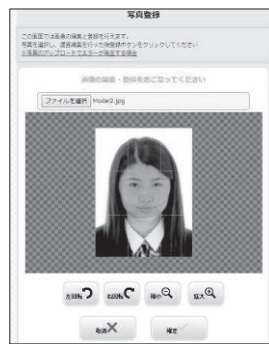 写真登録
この画面では画像の編集と登録を行えます。
写真を選択し、画像編集を行った後登録ボタンをクリックしてください
※写真のアップロードでエラーが発生する場合
画像の編集・登録をおこなってください
ファイルを選択 Model2.jpg
左回転 右回転 縮小 拡大
取消 確定